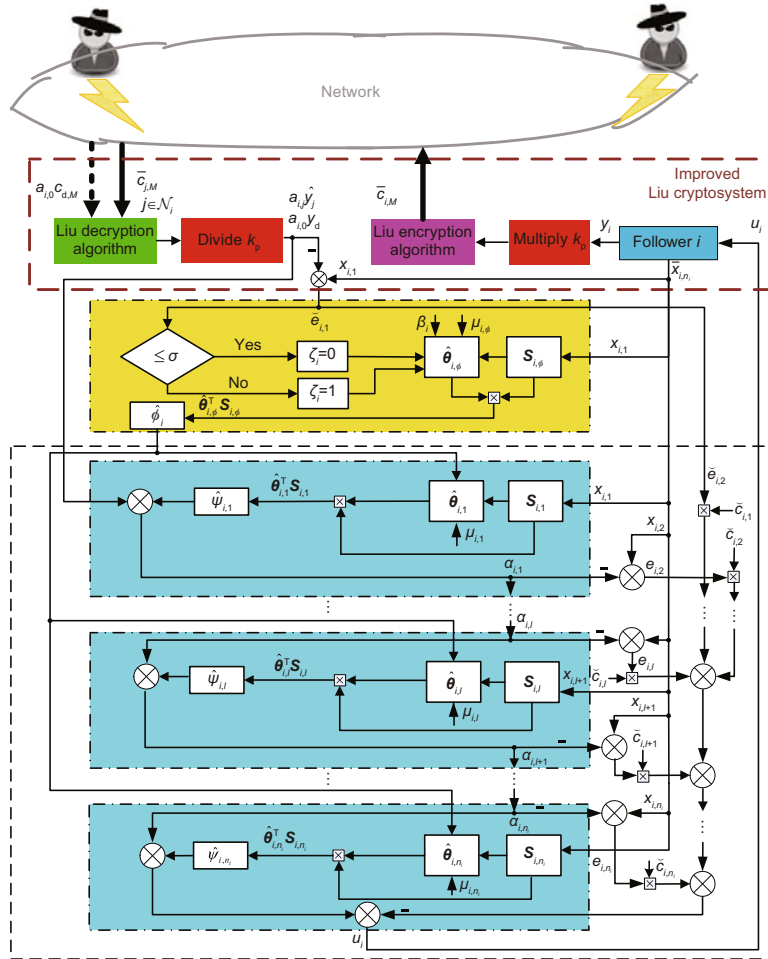 Network
Improved
Liu cryptosystem
a_{i,0}c_{d,M}
c̄_{j,M}
j∈𝒩_i
a_{i,j}ŷ_j
a_{i,0}y_d
c̄_{i,M}
y_i
u_i
Liu decryption
algorithm
Divide k_p
Liu encryption
algorithm
Multiply k_p
Follower i
x_{i,1}
x̄_{i,n_i}
ĕ_{i,1}
≤ σ
Yes
ζ_i=0
No
ζ_i=1
β_i
μ_{i,ϕ}
θ̂_{i,ϕ}
S_{i,ϕ}
x_{i,1}
θ̂^T_{i,ϕ} S_{i,ϕ}
ϕ̂_i
ψ̂_{i,1}
θ̂^T_{i,1} S_{i,1}
θ̂_{i,1}
S_{i,1}
x_{i,1}
μ_{i,1}
ĕ_{i,2}
c̆_{i,1}
x_{i,2}
c̆_{i,2}
α_{i,1}
e_{i,2}
α_{i,l}
e_{i,l}
ψ̂_{i,l}
θ̂^T_{i,l} S_{i,l}
θ̂_{i,l}
S_{i,l}
x_{i,l+1}
c̆_{i,l}
μ_{i,l}
x_{i,l+1}
α_{i,l+1}
c̆_{i,l+1}
α_{i,n_i}
x_{i,n_i}
ψ̂_{i,n_i}
θ̂^T_{i,n_i} S_{i,n_i}
θ̂_{i,n_i}
S_{i,n_i}
e_{i,n_i}
c̆_{i,n_i}
μ_{i,n_i}
u_i